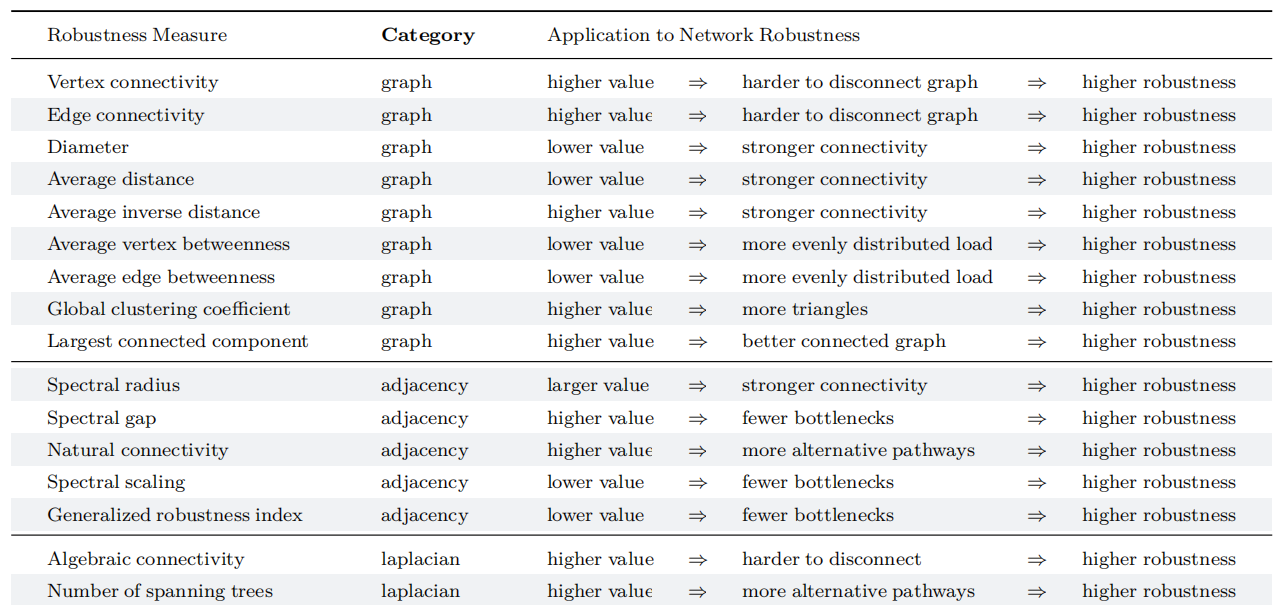 Robustness Measure Category Application to Network Robustness
Vertex connectivity graph higher value ⇒ harder to disconnect graph ⇒ higher robustness
Edge connectivity graph higher value ⇒ harder to disconnect graph ⇒ higher robustness
Diameter graph lower value ⇒ stronger connectivity ⇒ higher robustness
Average distance graph lower value ⇒ stronger connectivity ⇒ higher robustness
Average inverse distance graph higher value ⇒ stronger connectivity ⇒ higher robustness
Average vertex betweenness graph lower value ⇒ more evenly distributed load ⇒ higher robustness
Average edge betweenness graph lower value ⇒ more evenly distributed load ⇒ higher robustness
Global clustering coefficient graph higher value ⇒ more triangles ⇒ higher robustness
Largest connected component graph higher value ⇒ better connected graph ⇒ higher robustness
Spectral radius adjacency larger value ⇒ stronger connectivity ⇒ higher robustness
Spectral gap adjacency higher value ⇒ fewer bottlenecks ⇒ higher robustness
Natural connectivity adjacency higher value ⇒ more alternative pathways ⇒ higher robustness
Spectral scaling adjacency lower value ⇒ fewer bottlenecks ⇒ higher robustness
Generalized robustness index adjacency lower value ⇒ fewer bottlenecks ⇒ higher robustness
Algebraic connectivity laplacian higher value ⇒ harder to disconnect ⇒ higher robustness
Number of spanning trees laplacian higher value ⇒ more alternative pathways ⇒ higher robustness